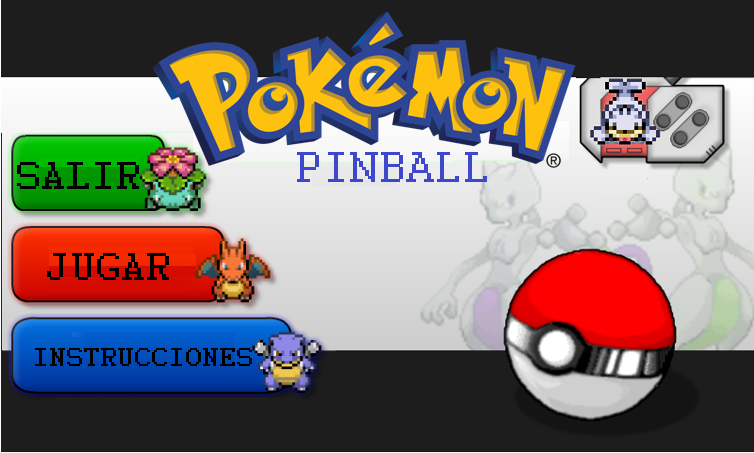 POKéMON
®
PINBALL
SALIR
JUGAR
INSTRUCCIONES